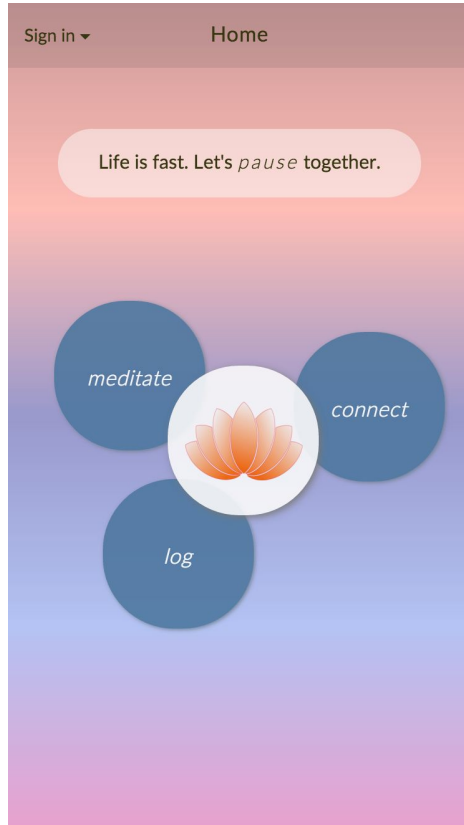 Sign in
Home
Life is fast. Let's pause together.
meditate
connect
log